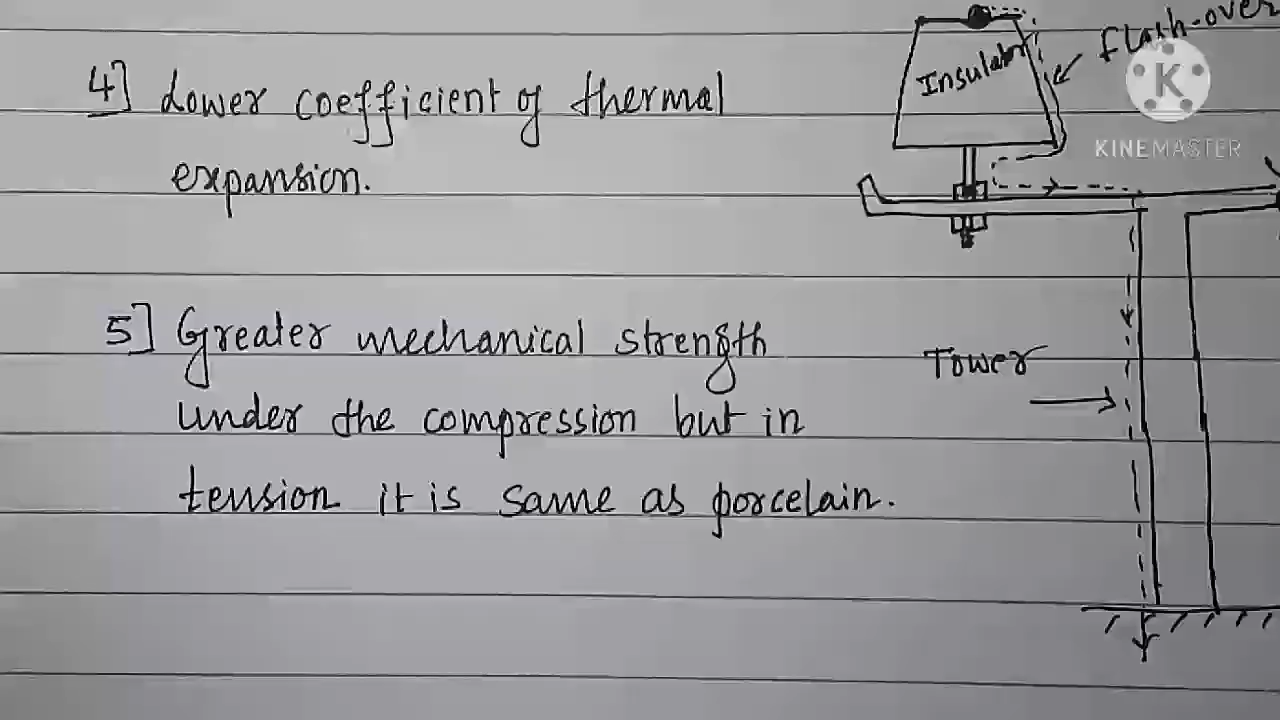 4] Lower coefficient of thermal
expansion.
5] Greater mechanical strength
under the compression but in
tension it is same as porcelain.
Insulator
flash-over
K
KINEMASTER
Tower